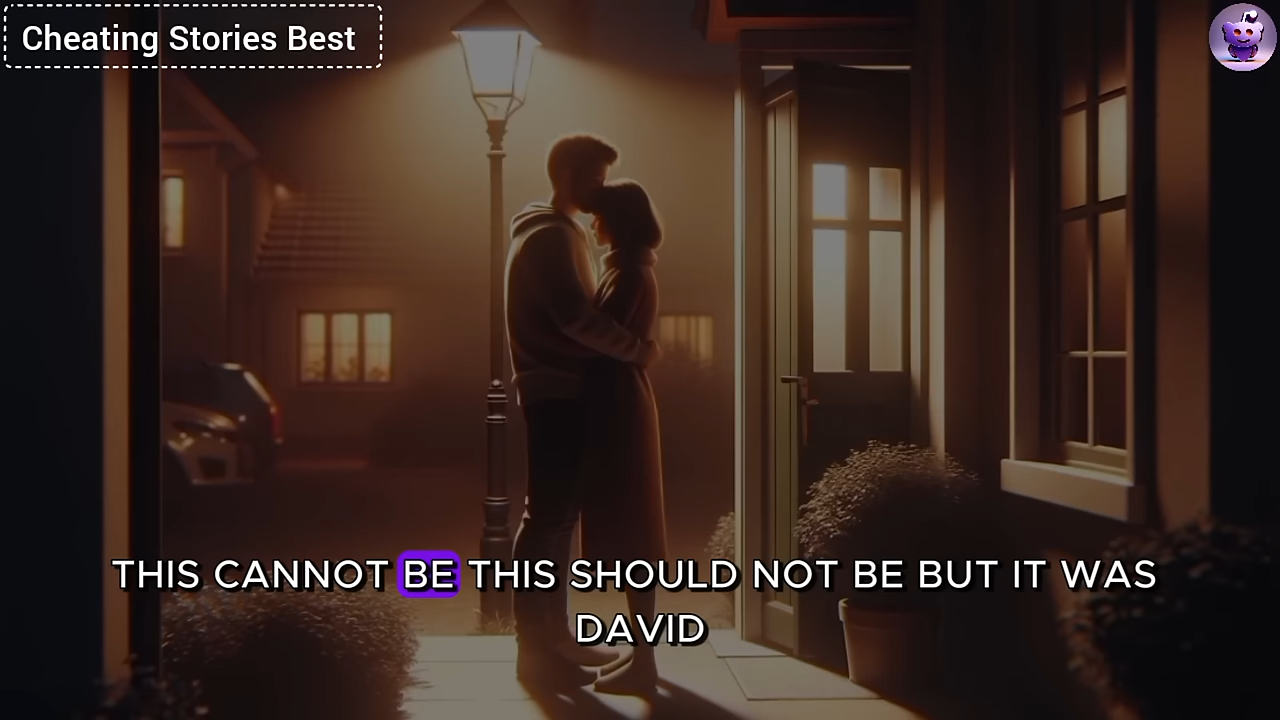 Cheating Stories Best
THIS CANNOT BE THIS SHOULD NOT BE BUT IT WAS
DAVID